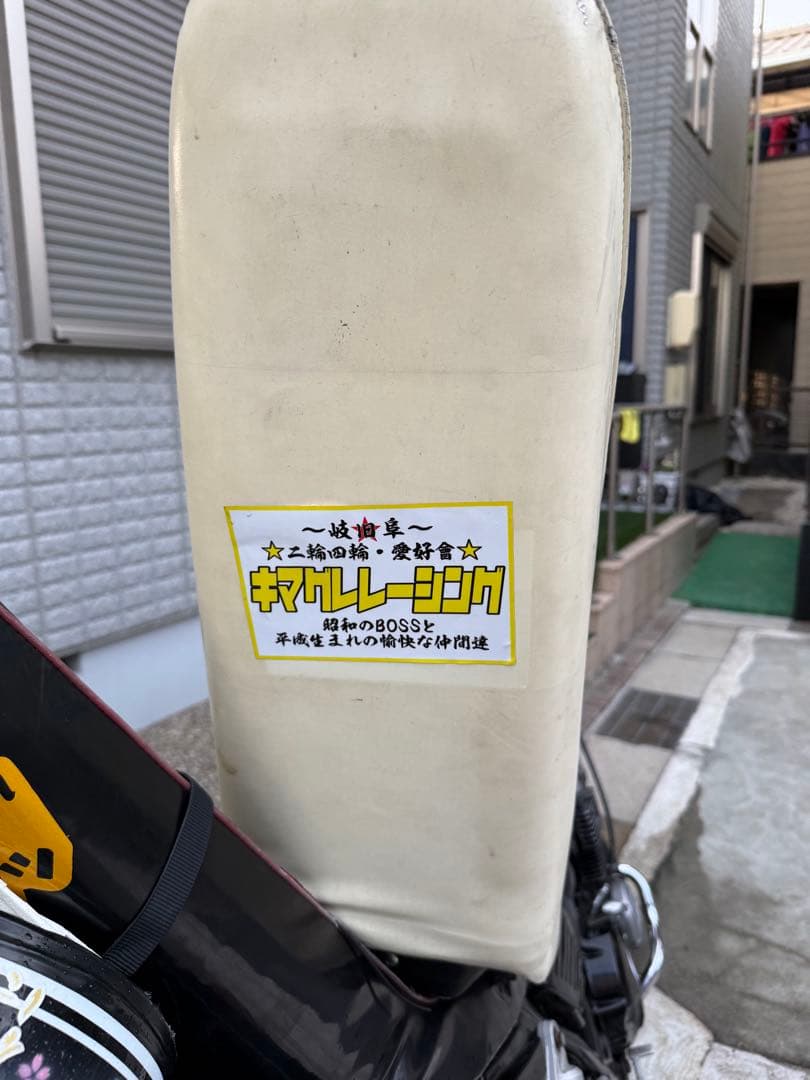 ～岐旧阜～
☆二輪四輪・愛好會☆
キマグレレーシング
昭和のBOSSと
平成生まれの愉快な仲間達